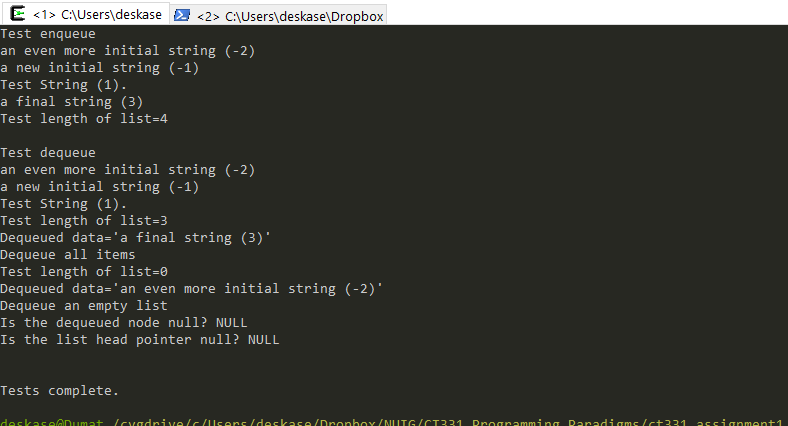 <1> C:\Users\deskase
<2> C:\Users\deskase\Dropbox
Test enqueue
an even more initial string (-2)
a new initial string (-1)
Test String (1).
a final string (3)
Test length of list=4
Test dequeue
an even more initial string (-2)
a new initial string (-1)
Test String (1).
Test length of list=3
Dequeued data='a final string (3)'
Dequeue all items
Test length of list=0
Dequeued data='an even more initial string (-2)'
Dequeue an empty list
Is the dequeued node null? NULL
Is the list head pointer null? NULL
Tests complete.
deskase@Dumat /cygdrive/c/Users/deskase/Dropbox/NUIG/CT331 Programming Paradigms/ct331_assignment1